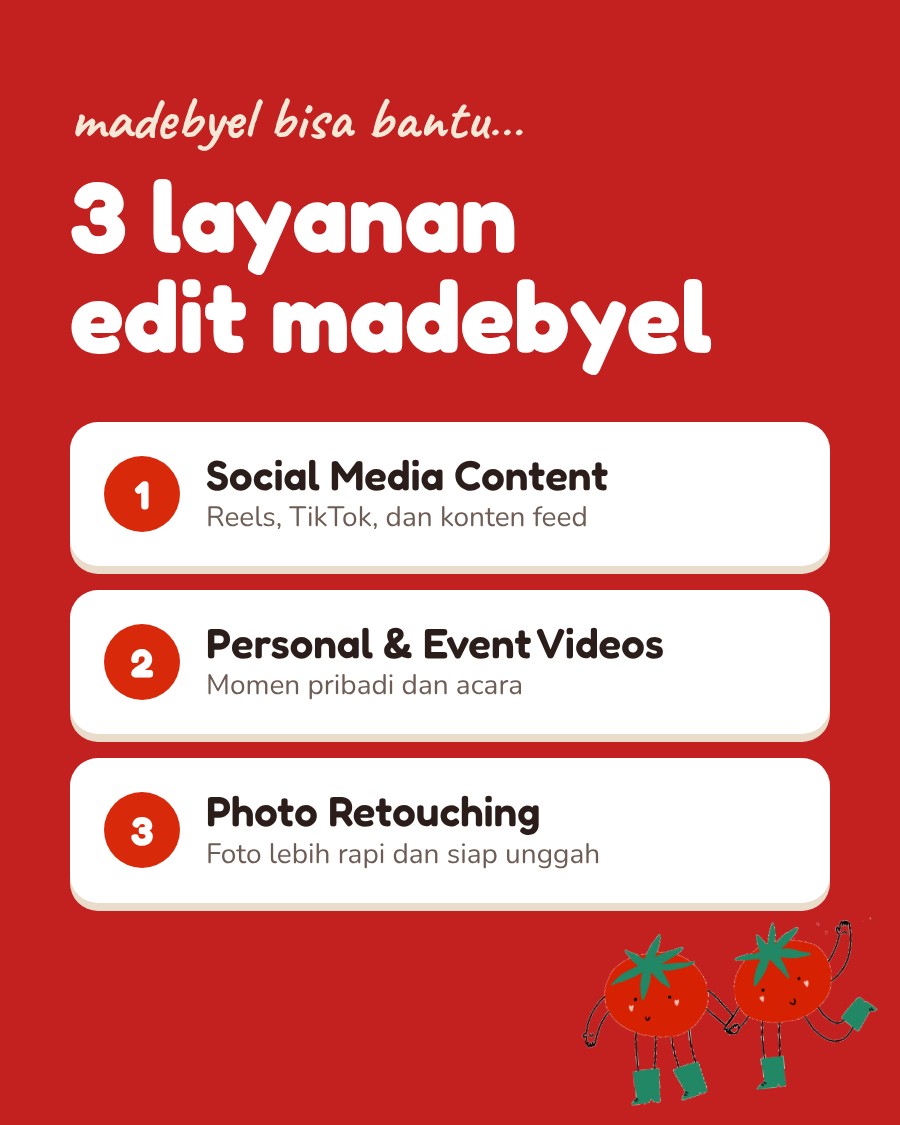 madebyel bisa bantu...
3 layanan
edit madebyel
1
Social Media Content
Reels, TikTok, dan konten feed
2
Personal & Event Videos
Momen pribadi dan acara
3
Photo Retouching
Foto lebih rapi dan siap unggah